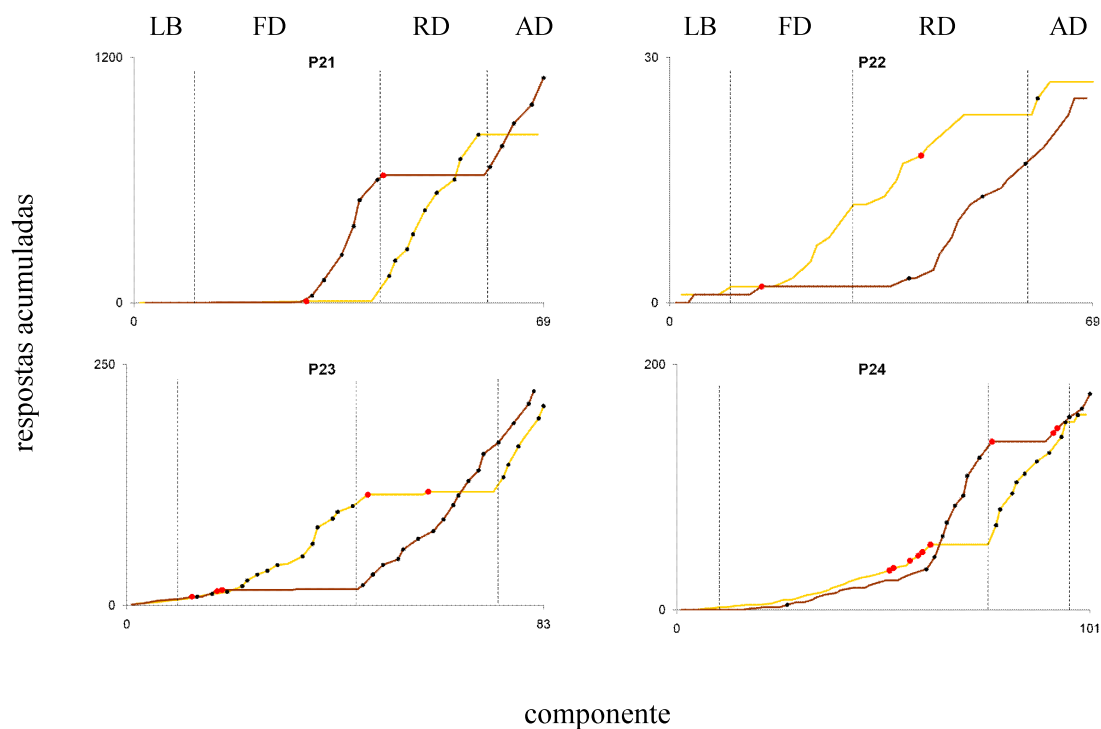 LB FD RD AD LB FD RD AD
P21 P22
1200 30
0 0
0 69 0 69
P23 P24
250 200
0 0
0 83 0 101
respostas acumuladas
componente